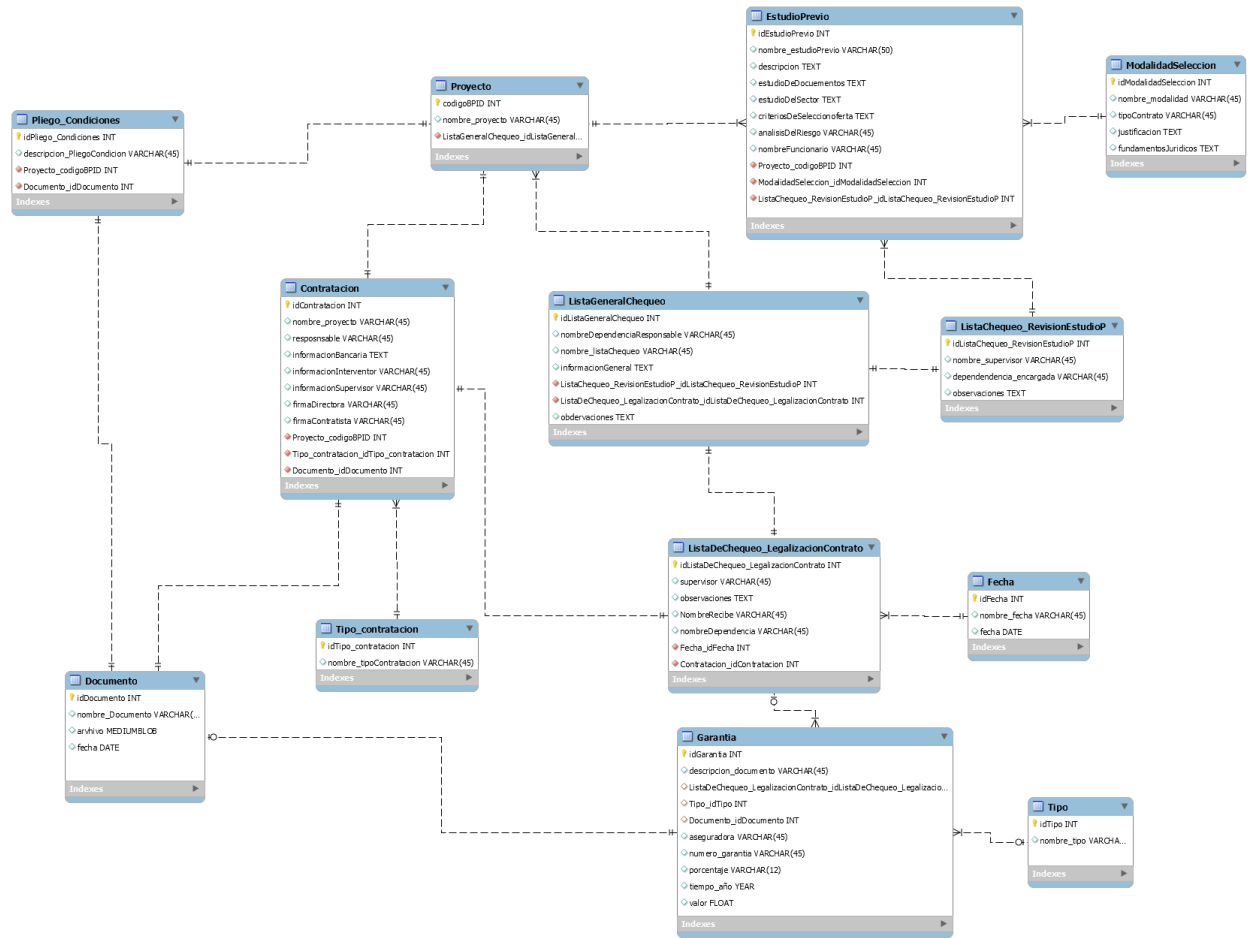 EstudioPrevio
idEstudioPrevio INT
nombre_estudioPrevio VARCHAR(50)
descripcion TEXT
estudioDeDocuementos TEXT
estudioDelSector TEXT
criteriosDeSeleccionoferta TEXT
analisisDelRiesgo VARCHAR(45)
nombreFuncionario VARCHAR(45)
Proyecto_codigoBPID INT
ModalidadSeleccion_idModalidadSeleccion INT
ListaChequeo_RevisionEstudioP_idListaChequeo_RevisionEstudioP INT
Indexes
ModalidadSeleccion
idModalidadSeleccion INT
nombre_modalidad VARCHAR(45)
tipoContrato VARCHAR(45)
justificacion TEXT
fundamentosJuridicos TEXT
Indexes
Proyecto
codigoBPID INT
nombre_proyecto VARCHAR(45)
ListaGeneralChequeo_idListaGeneral...
Indexes
Pliego_Condiciones
idPliego_Condiciones INT
descripcion_PliegoCondicion VARCHAR(45)
Proyecto_codigoBPID INT
Documento_idDocumento INT
Indexes
Contratacion
idContratacion INT
nombre_proyecto VARCHAR(45)
resposnsable VARCHAR(45)
informacionBancaria TEXT
informacionInterventor VARCHAR(45)
informacionSupervisor VARCHAR(45)
firmaDirectora VARCHAR(45)
firmaContratista VARCHAR(45)
Proyecto_codigoBPID INT
Tipo_contratacion_idTipo_contratacion INT
Documento_idDocumento INT
Indexes
ListaGeneralChequeo
idListaGeneralChequeo INT
nombreDependenciaResponsable VARCHAR(45)
nombre_listaChequeo VARCHAR(45)
informacionGeneral TEXT
ListaChequeo_RevisionEstudioP_idListaChequeo_RevisionEstudioP INT
ListaDeChequeo_LegalizacionContrato_idListaDeChequeo_LegalizacionContrato INT
obdervaciones TEXT
Indexes
ListaChequeo_RevisionEstudioP
idListaChequeo_RevisionEstudioP INT
nombre_supervisor VARCHAR(45)
dependendencia_encargada VARCHAR(45)
observaciones TEXT
Indexes
ListaDeChequeo_LegalizacionContrato
idListaDeChequeo_LegalizacionContrato INT
supervisor VARCHAR(45)
observaciones TEXT
NombreRecibe VARCHAR(45)
nombreDependencia VARCHAR(45)
Fecha_idFecha INT
Contratacion_idContratacion INT
Indexes
Fecha
idFecha INT
nombre_fecha VARCHAR(45)
fecha DATE
Indexes
Tipo_contratacion
idTipo_contratacion INT
nombre_tipoContratacion VARCHAR(45)
Indexes
Documento
idDocumento INT
nombre_Documento VARCHAR(...
arvhivo MEDIUMBLOB
fecha DATE
Indexes
Garantia
idGarantia INT
descripcion_documento VARCHAR(45)
ListaDeChequeo_LegalizacionContrato_idListaDeChequeo_Legalizacio...
Tipo_idTipo INT
Documento_idDocumento INT
aseguradora VARCHAR(45)
numero_garantia VARCHAR(45)
porcentaje VARCHAR(12)
tiempo_año YEAR
valor FLOAT
Indexes
Tipo
idTipo INT
nombre_tipo VARCHA...
Indexes